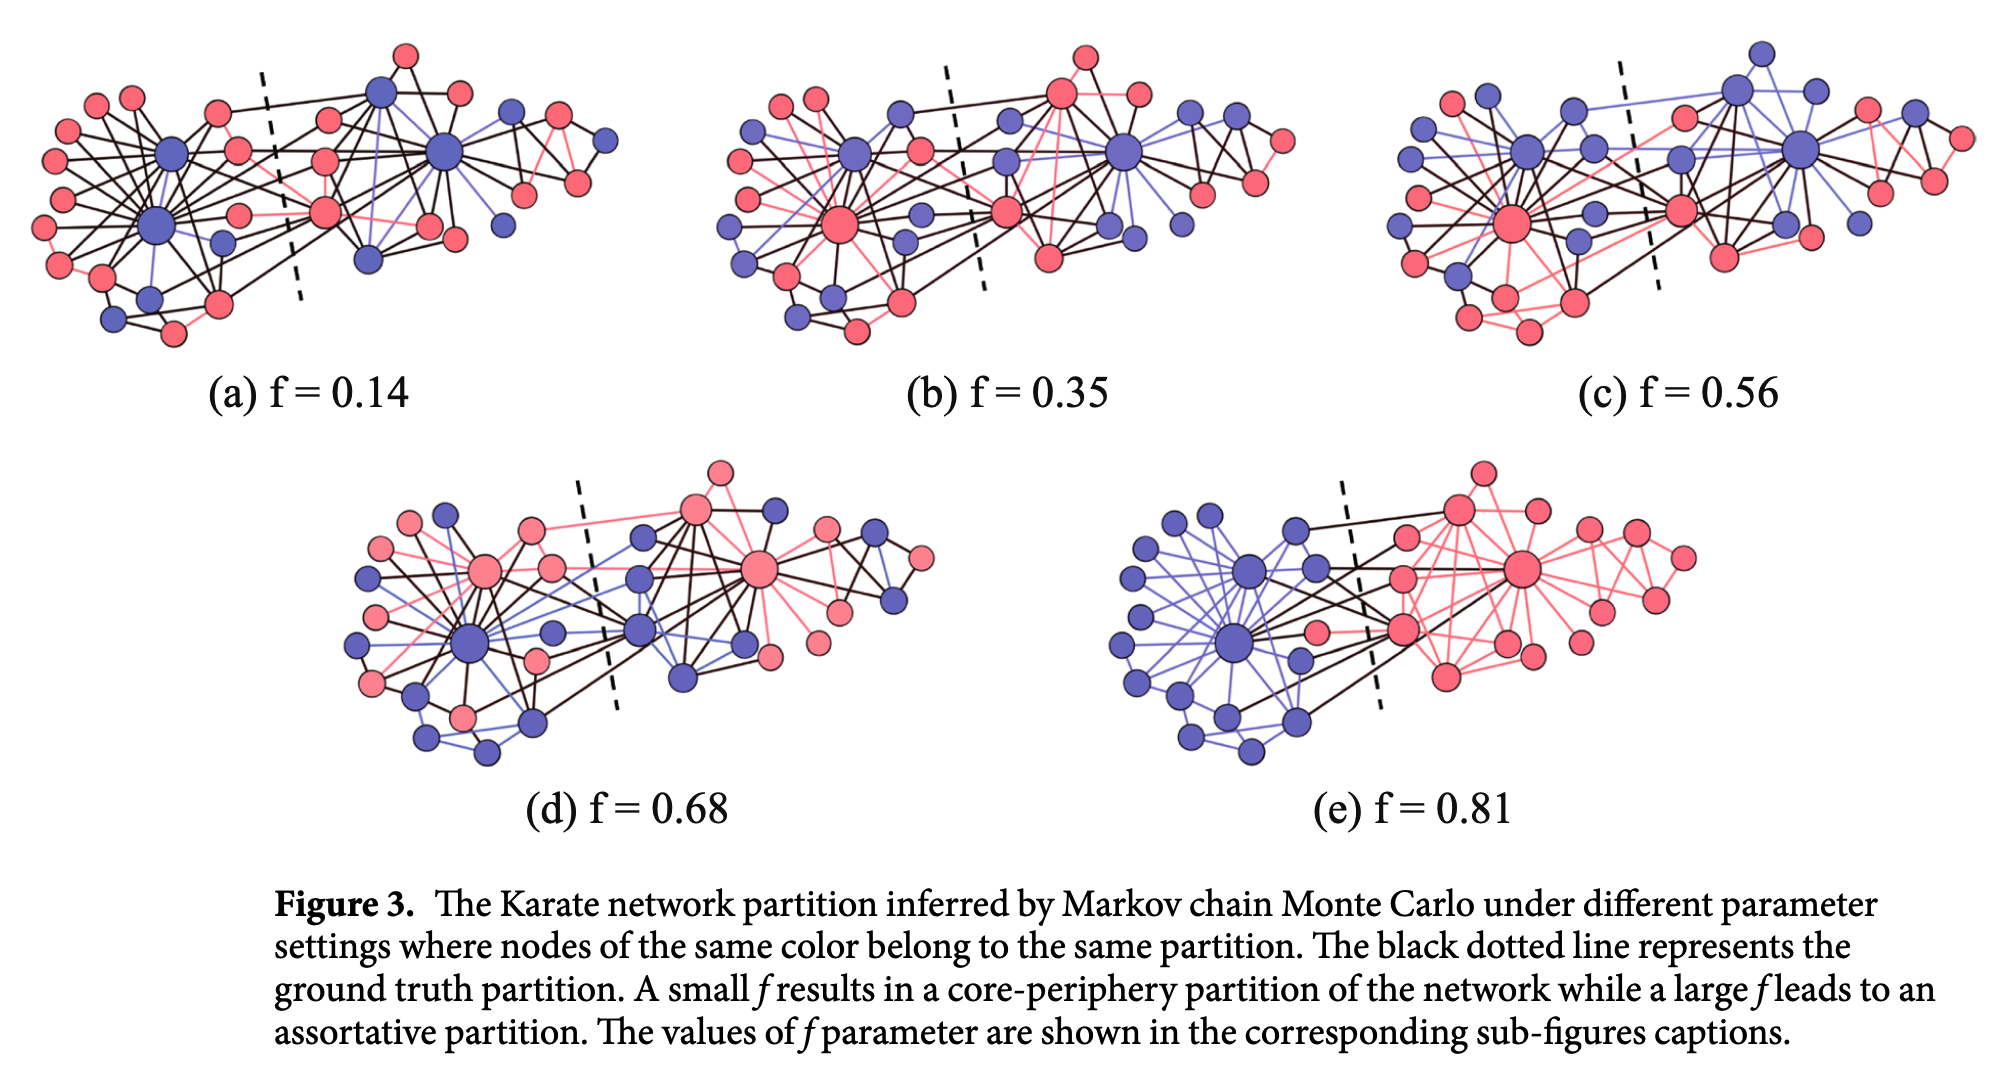 (a) f = 0.14
(b) f = 0.35
(c) f = 0.56
(d) f = 0.68
(e) f = 0.81
Figure 3. The Karate network partition inferred by Markov chain Monte Carlo under different parameter
settings where nodes of the same color belong to the same partition. The black dotted line represents the
ground truth partition. A small f results in a core-periphery partition of the network while a large f leads to an
assortative partition. The values of f parameter are shown in the corresponding sub-figures captions.